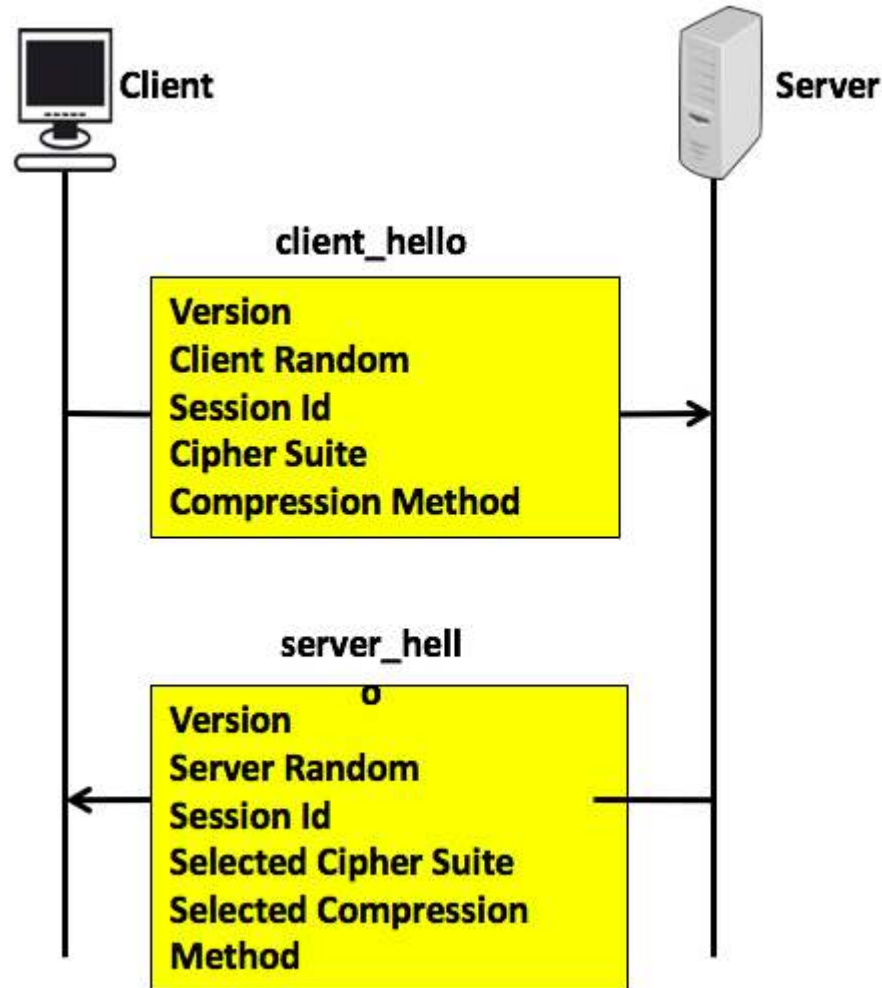 Client
Server
client_hello
Version
Client Random
Session Id
Cipher Suite
Compression Method
server_hell
o
Version
Server Random
Session Id
Selected Cipher Suite
Selected Compression
Method